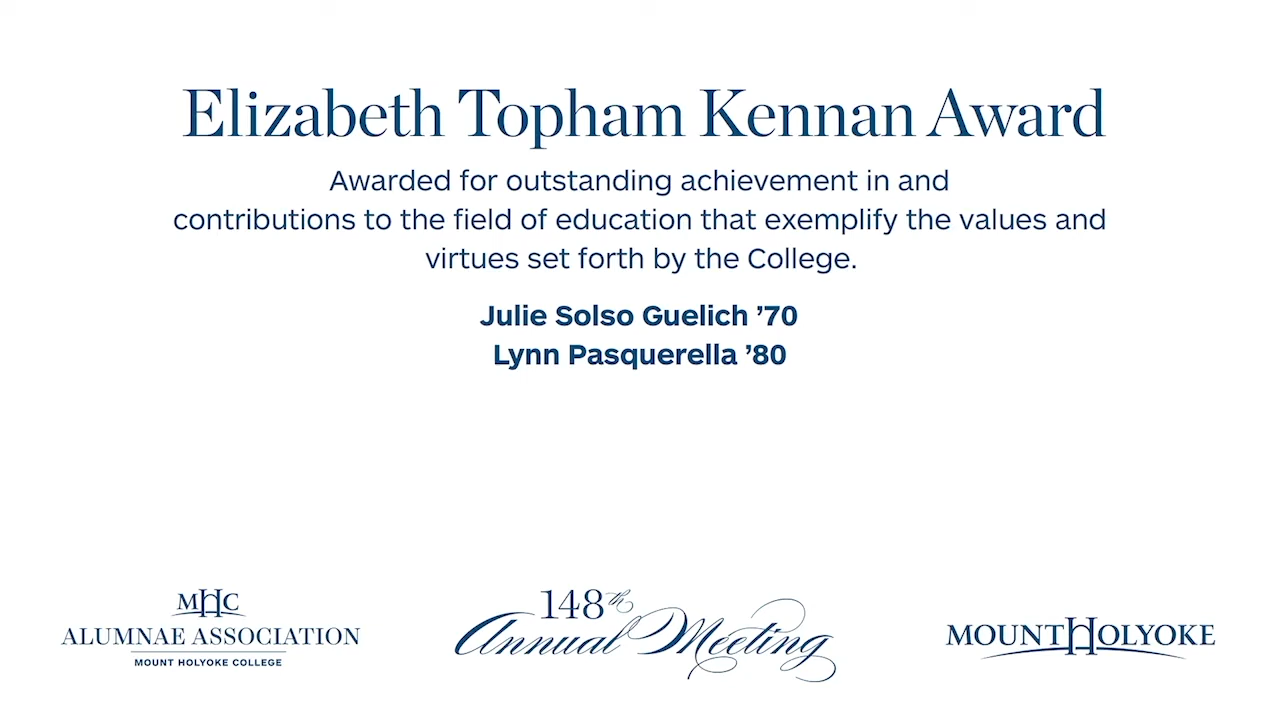 Elizabeth Topham Kennan Award
Awarded for outstanding achievement in and
contributions to the field of education that exemplify the values and
virtues set forth by the College.
Julie Solso Guelich ’70
Lynn Pasquerella ’80
MHC
ALUMNAE ASSOCIATION
MOUNT HOLYOKE COLLEGE
148th
Annual Meeting
MOUNT HOLYOKE